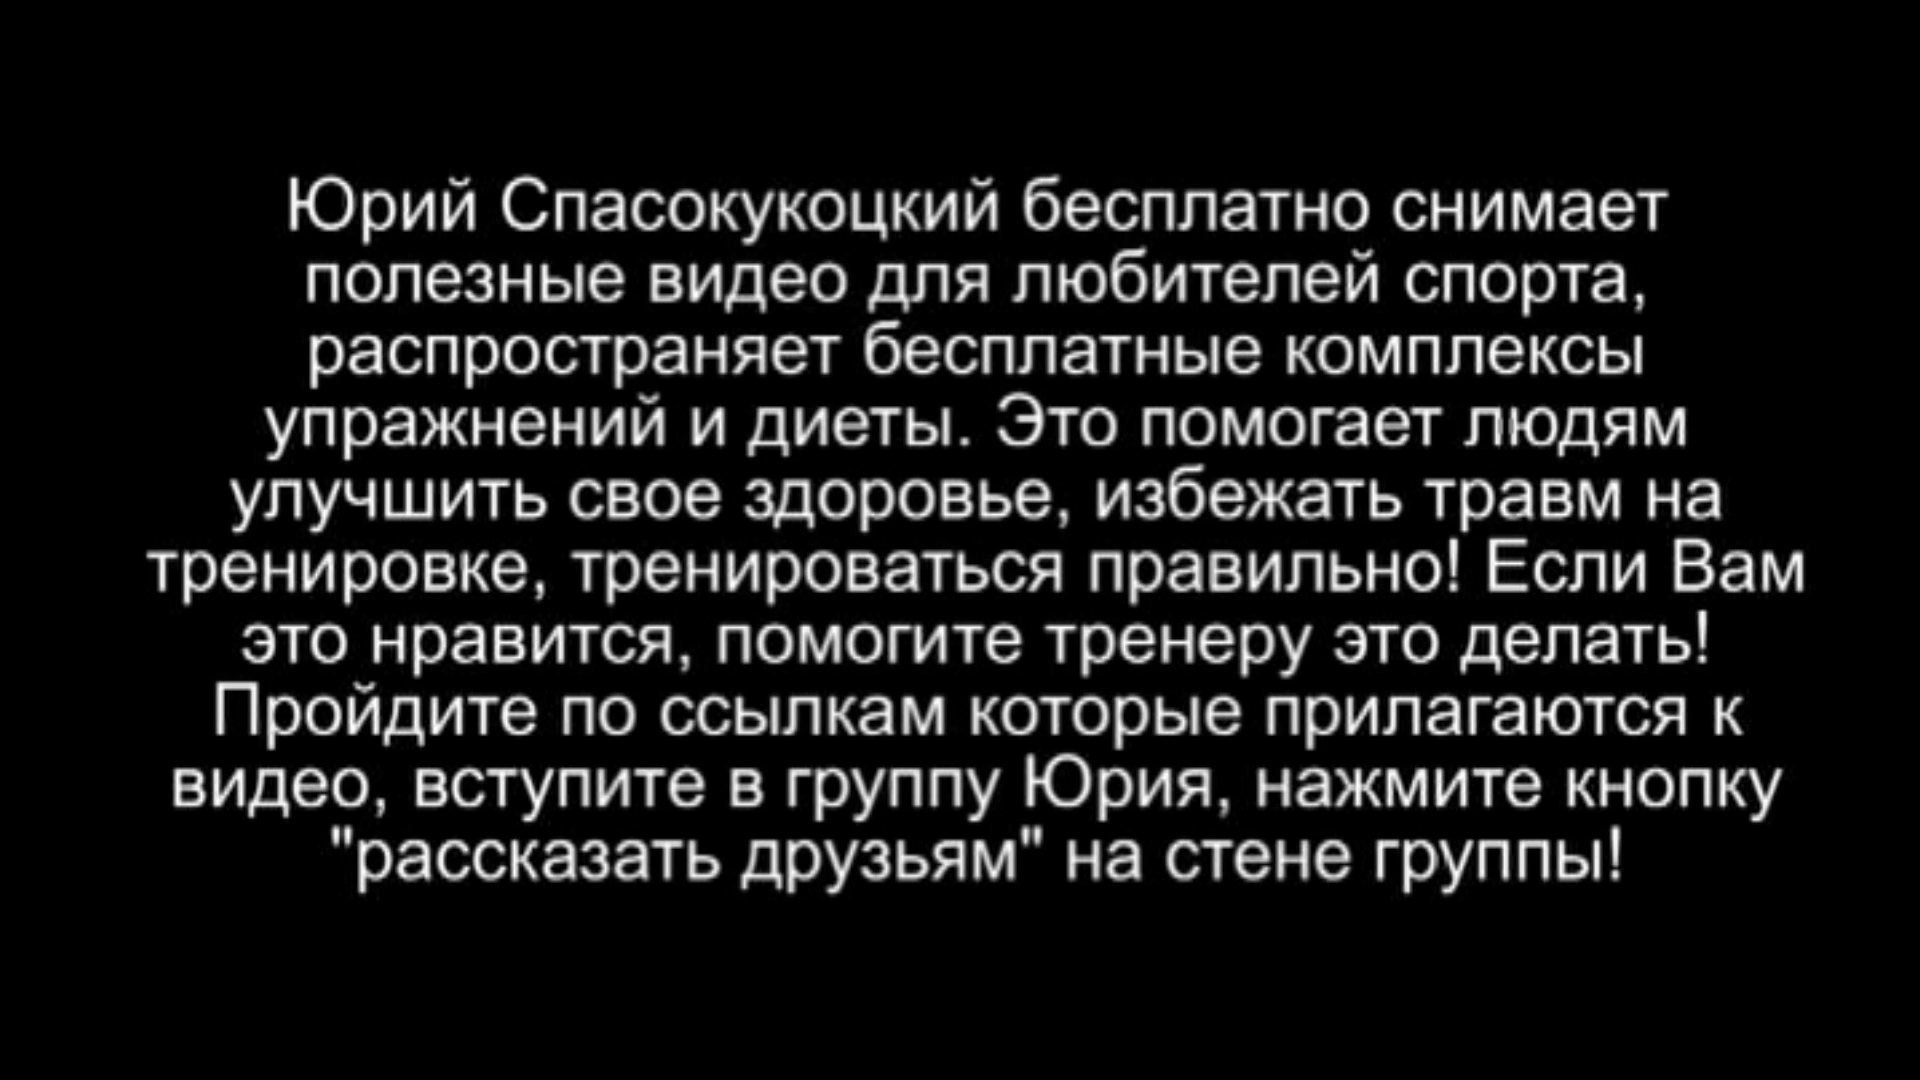 Юрий Спасокукоцкий бесплатно снимает
полезные видео для любителей спорта,
распространяет бесплатные комплексы
упражнений и диеты. Это помогает людям
улучшить свое здоровье, избежать травм на
тренировке, тренироваться правильно! Если Вам
это нравится, помогите тренеру это делать!
Пройдите по ссылкам которые прилагаются к
видео, вступите в группу Юрия, нажмите кнопку
"рассказать друзьям" на стене группы!